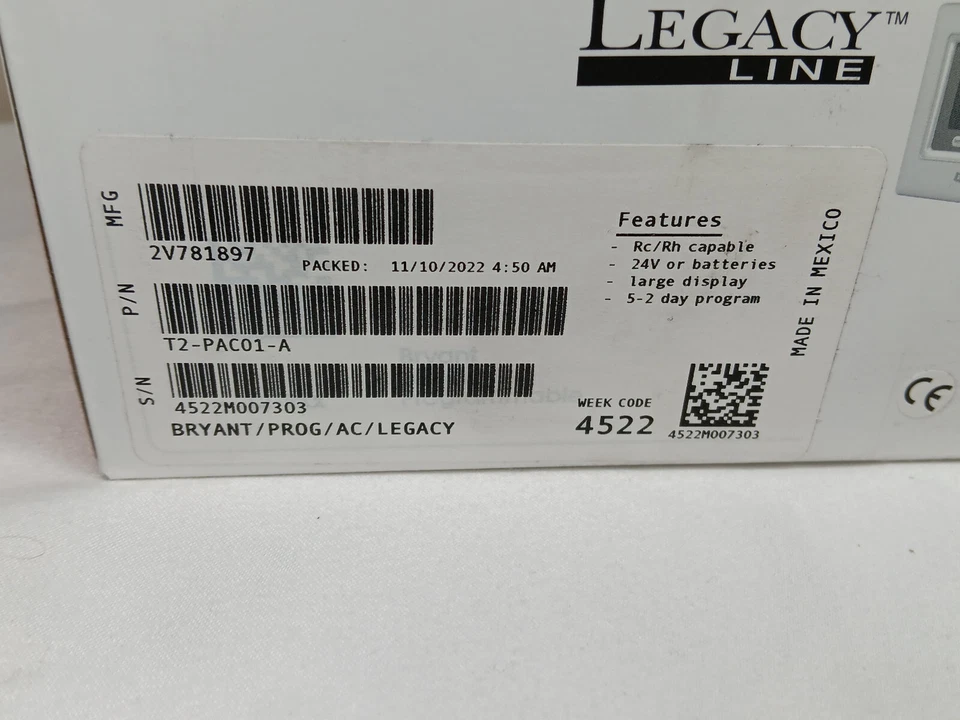 LEGACY™
LINE
MFG
2V781897
PACKED: 11/10/2022 4:50 AM
P/N
T2-PAC01-A
S/N
4522M007303
BRYANT/PROG/AC/LEGACY
Features
- Rc/Rh capable
- 24V or batteries
- large display
- 5-2 day program
MADE IN MEXICO
WEEK CODE
4522
4522M007303
CE
Bryant